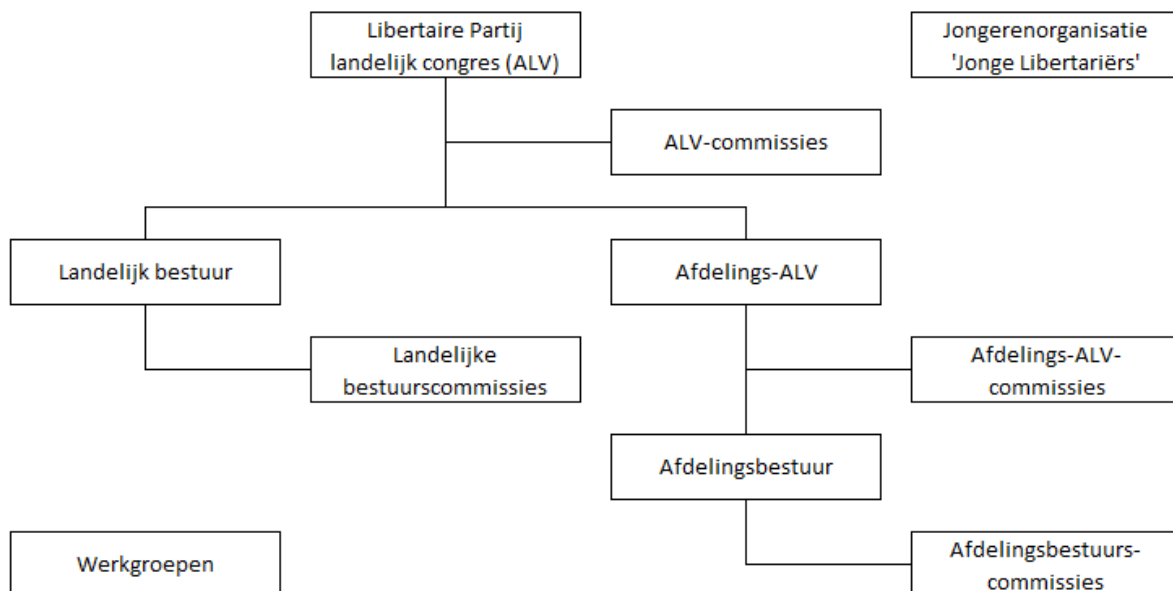 Libertaire Partij
landelijk congres (ALV)
Jongerenorganisatie
'Jonge Libertariërs'
ALV-commissies
Landelijk bestuur
Afdelings-ALV
Landelijke
bestuurscommissies
Afdelings-ALV-
commissies
Afdelingsbestuur
Werkgroepen
Afdelingsbestuurs-
commissies